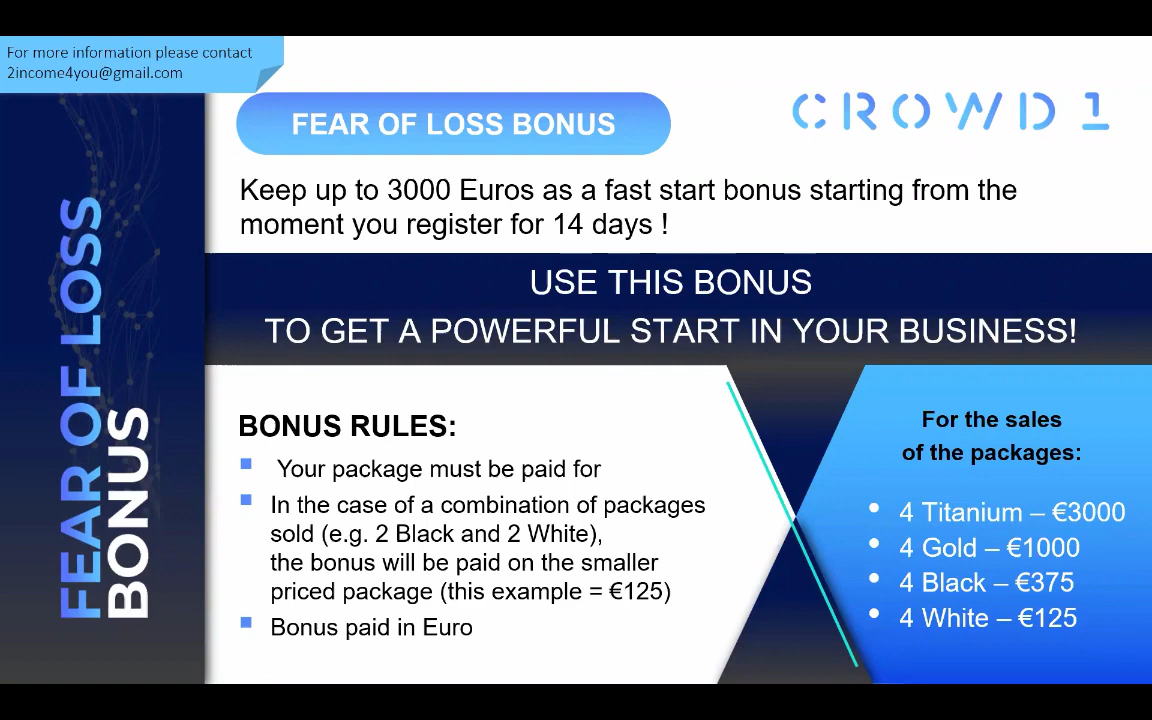 For more information please contact
2income4you@gmail.com
FEAR OF LOSS BONUS
CROWD 1
Keep up to 3000 Euros as a fast start bonus starting from the
moment you register for 14 days !
USE THIS BONUS
TO GET A POWERFUL START IN YOUR BUSINESS!
FEAR OF LOSS
BONUS
BONUS RULES:
Your package must be paid for
In the case of a combination of packages
sold (e.g. 2 Black and 2 White),
the bonus will be paid on the smaller
priced package (this example = €125)
Bonus paid in Euro
For the sales
of the packages:
4 Titanium – €3000
4 Gold – €1000
4 Black – €375
4 White – €125